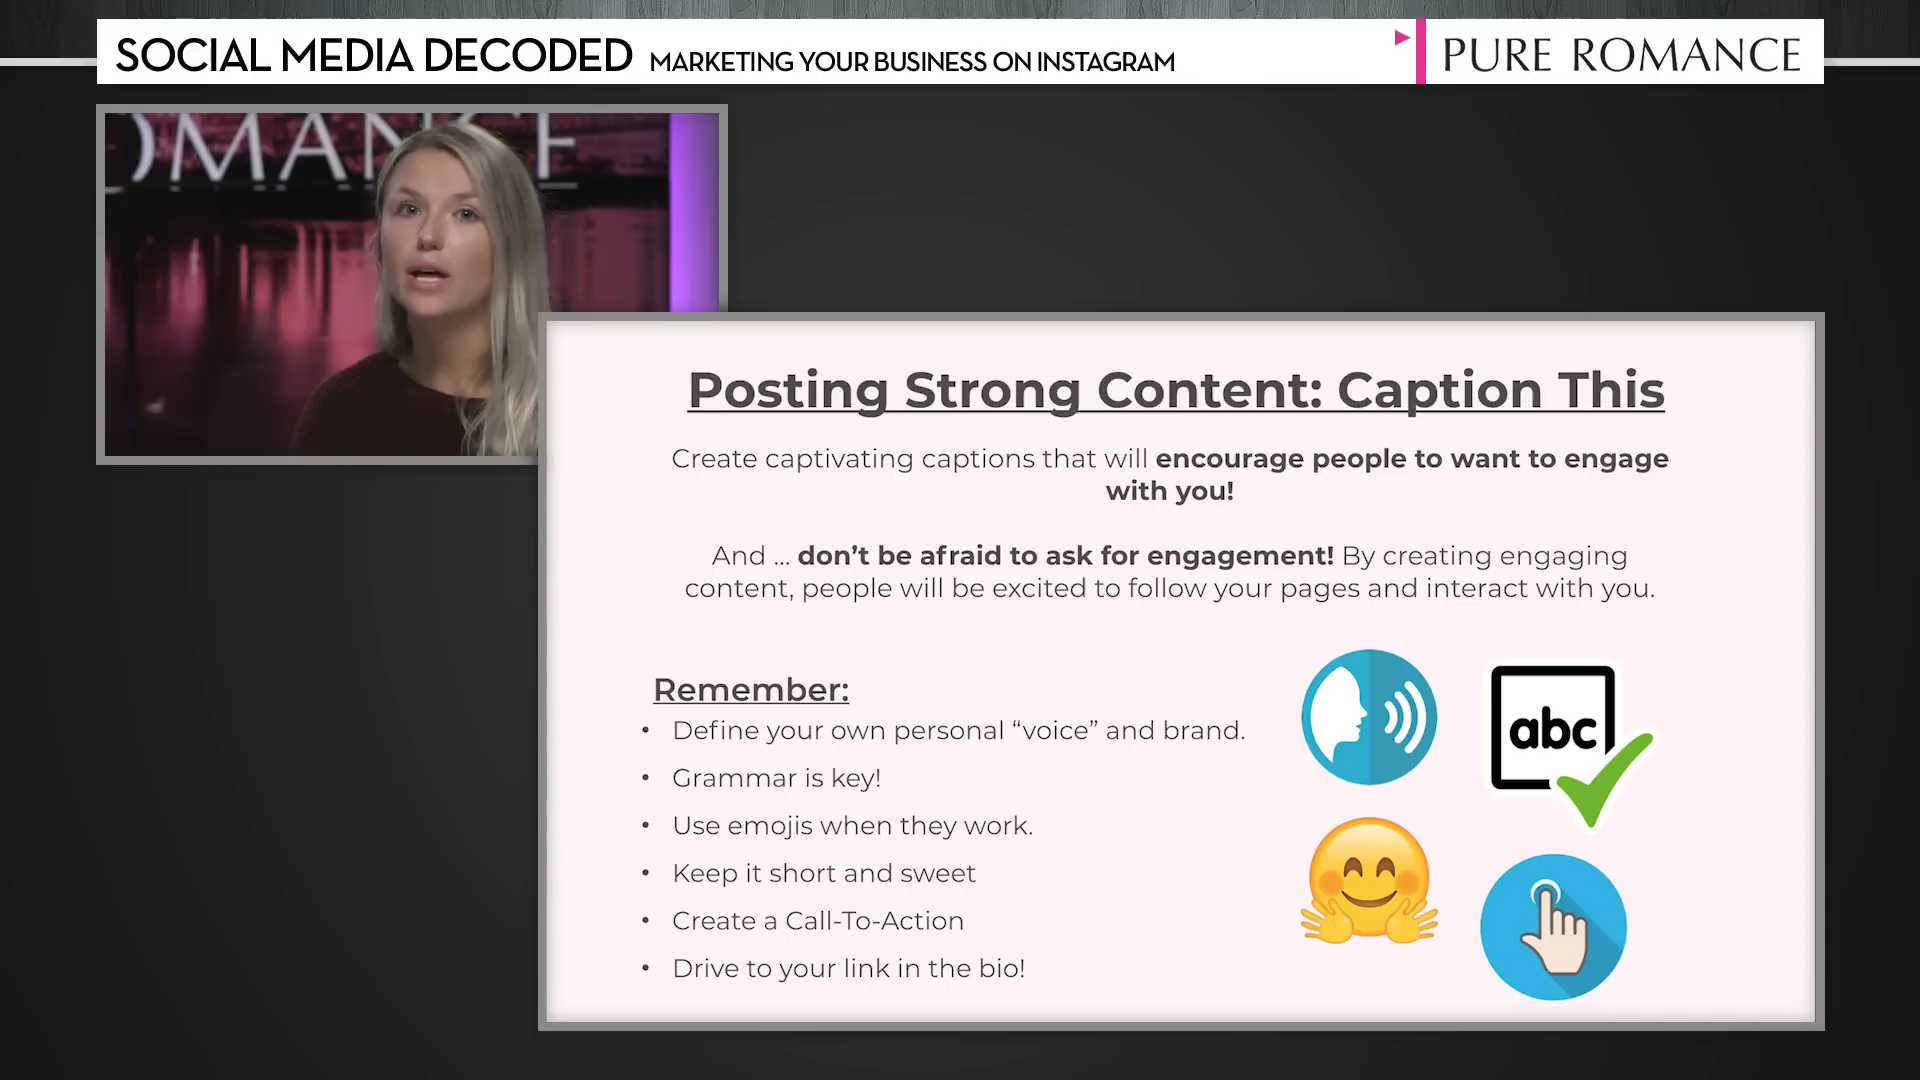 SOCIAL MEDIA DECODED MARKETING YOUR BUSINESS ON INSTAGRAM
PURE ROMANCE
OMANCE
Posting Strong Content: Caption This
Create captivating captions that will encourage people to want to engage
with you!
And ... don’t be afraid to ask for engagement! By creating engaging
content, people will be excited to follow your pages and interact with you.
Remember:
• Define your own personal “voice” and brand.
• Grammar is key!
• Use emojis when they work.
• Keep it short and sweet
• Create a Call-To-Action
• Drive to your link in the bio!
abc